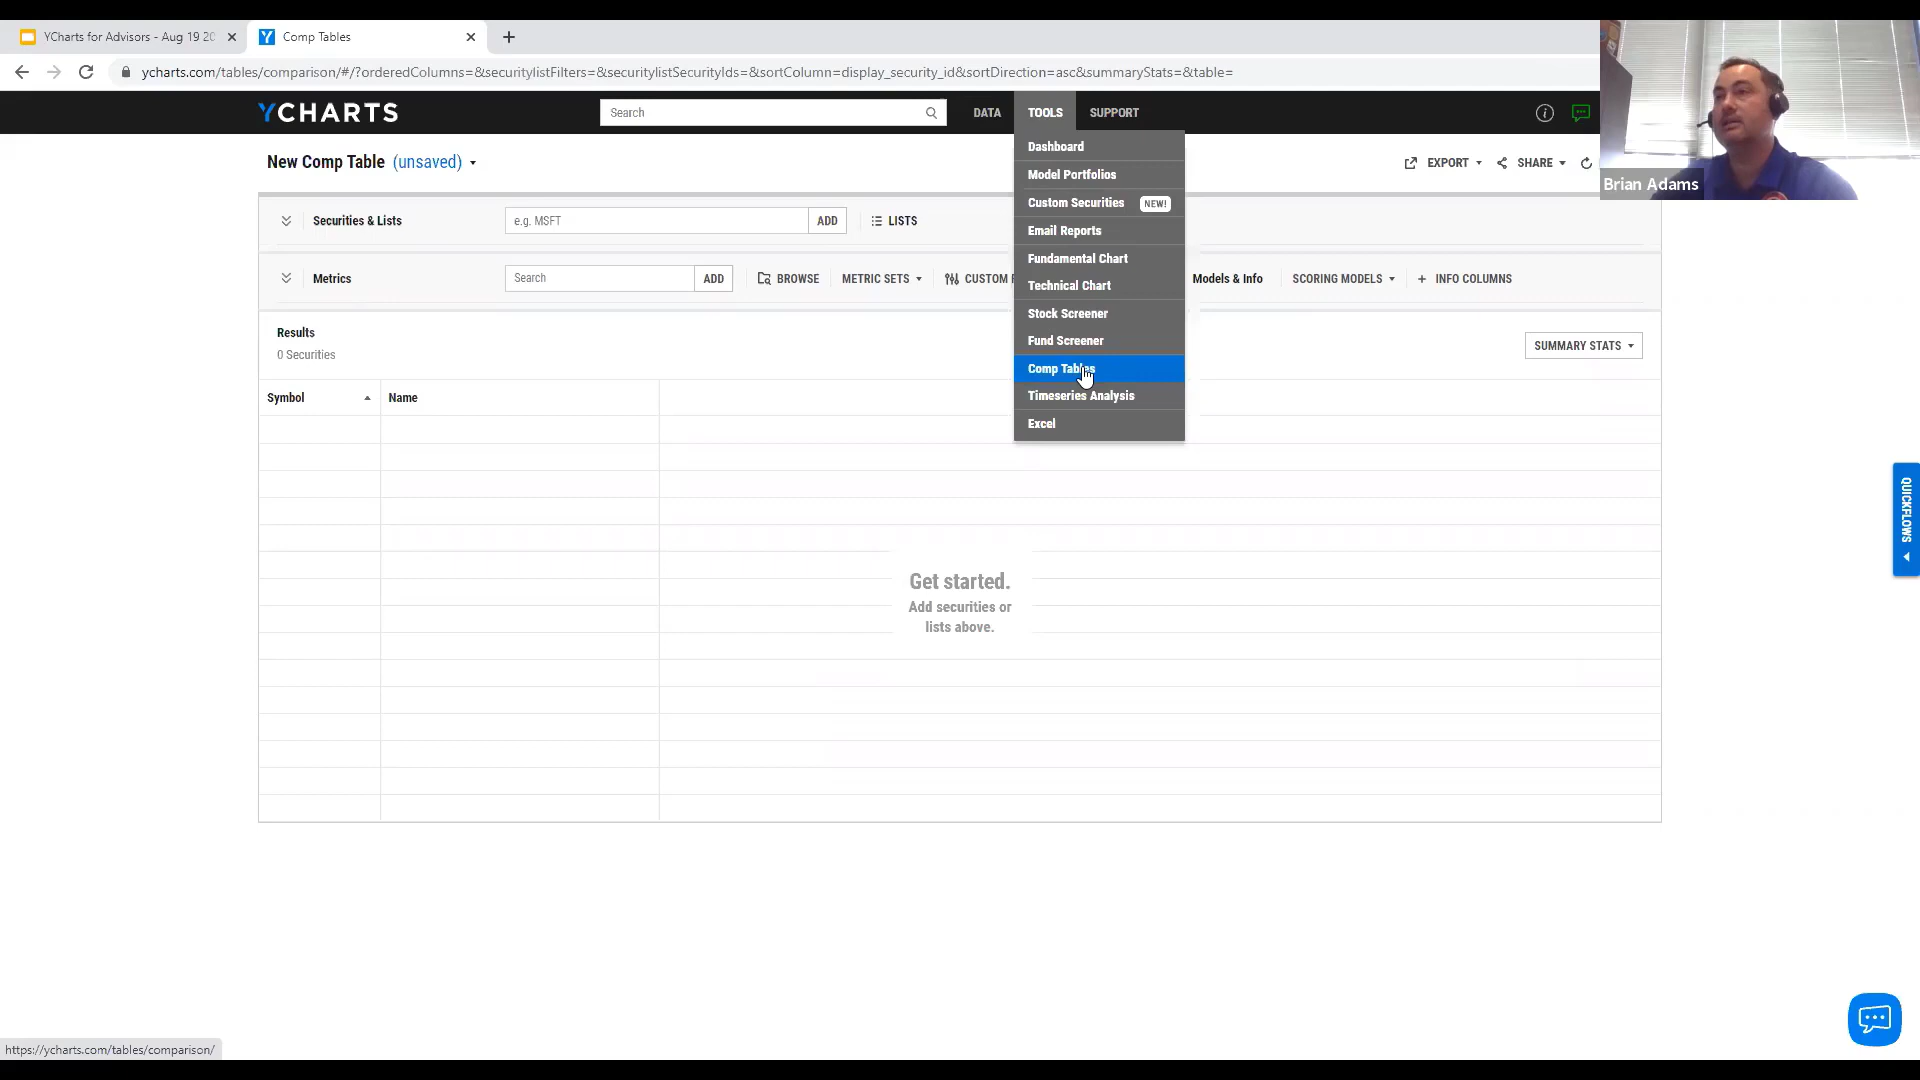 YCharts for Advisors - Aug 19 20
Comp Tables
ycharts.com/tables/comparison/#/?orderedColumns=&securitylistFilters=&securitylistSecurityIds=&sortColumn=display_security_id&sortDirection=asc&summaryStats=&table=
YCHARTS
Search
DATA
TOOLS
SUPPORT
Brian Adams
New Comp Table (unsaved)
EXPORT
SHARE
Dashboard
Model Portfolios
Custom Securities NEW!
Email Reports
Fundamental Chart
Technical Chart
Stock Screener
Fund Screener
Comp Tables
Timeseries Analysis
Excel
Securities & Lists
e.g. MSFT
ADD
LISTS
Metrics
Search
ADD
BROWSE
METRIC SETS
CUSTOM
Models & Info
SCORING MODELS
+ INFO COLUMNS
Results
0 Securities
SUMMARY STATS
Symbol
Name
Get started.
Add securities or
lists above.
QUICKFLOWS
https://ycharts.com/tables/comparison/